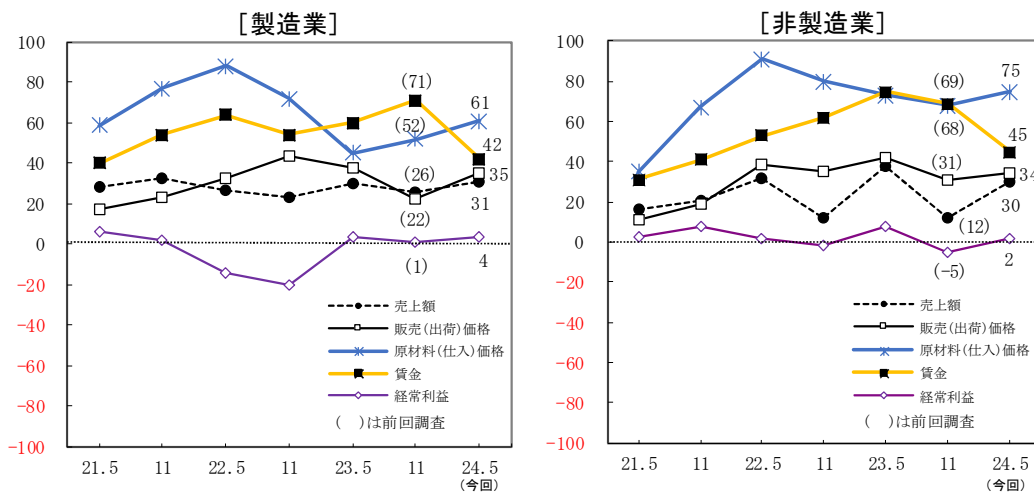 [製造業]
100
80
60
40
20
0
-20
-40
-60
-80
-100
(71)
61
(52)
42
(26)
35
(22)
31
(1)
4
売上額
販売(出荷)価格
原材料(仕入)価格
賃金
経常利益
( )は前回調査
21.5 11 22.5 11 23.5 11 24.5
(今回)
[非製造業]
100
80
60
40
20
0
-20
-40
-60
-80
-100
(69)
75
(68)
45
(31)
34
(12)
30
(-5)
2
売上額
販売(出荷)価格
原材料(仕入)価格
賃金
経常利益
( )は前回調査
21.5 11 22.5 11 23.5 11 24.5
(今回)